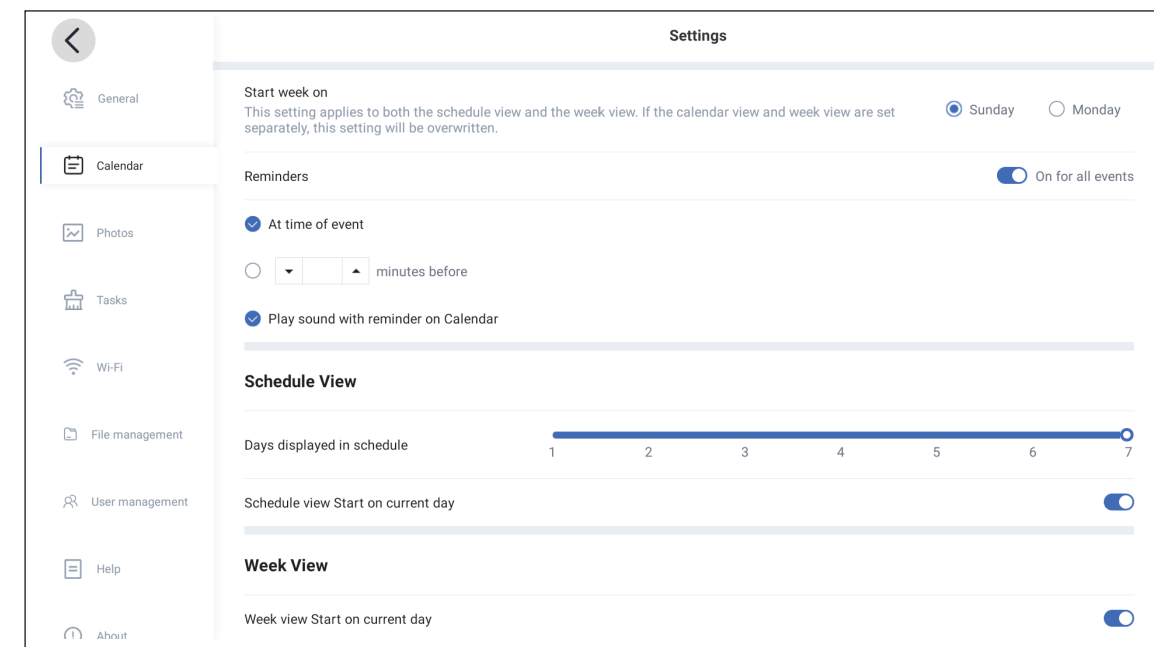 Settings
General
Calendar
Photos
Tasks
Wi-Fi
File management
User management
Help
About
Start week on
This setting applies to both the schedule view and the week view. If the calendar view and week view are set
separately, this setting will be overwritten.
Sunday
Monday
Reminders
On for all events
At time of event
minutes before
Play sound with reminder on Calendar
Schedule View
Days displayed in schedule
1 2 3 4 5 6 7
Schedule view Start on current day
Week View
Week view Start on current day